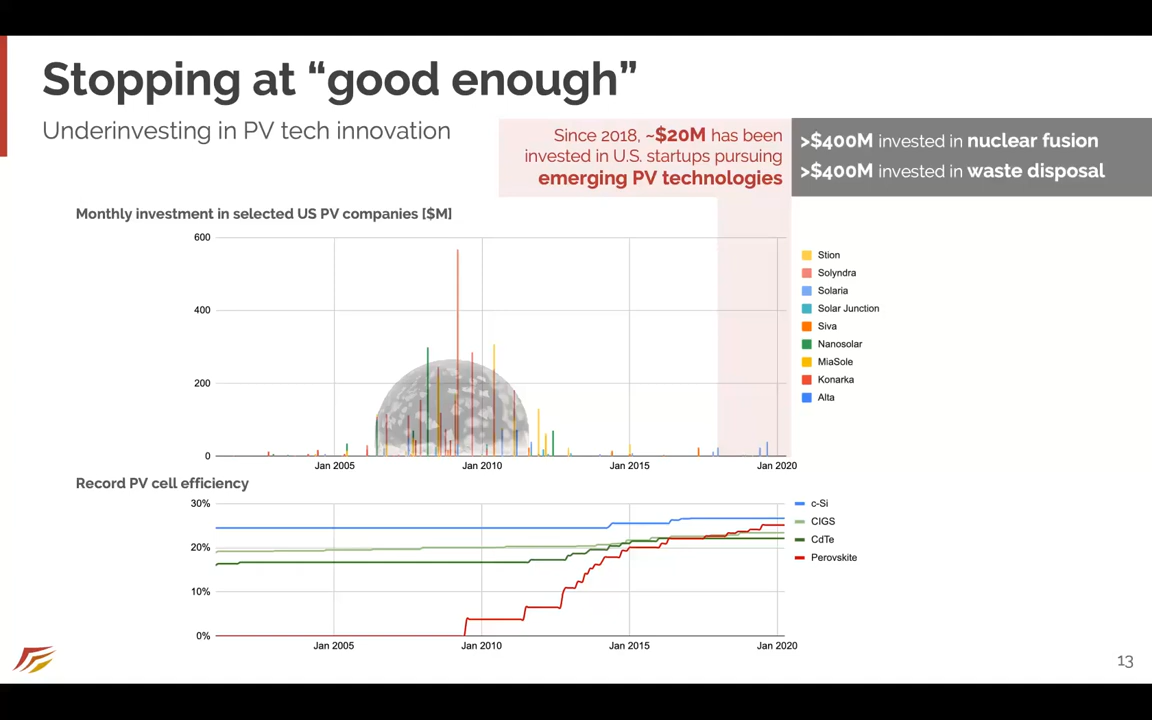 Stopping at “good enough”
Underinvesting in PV tech innovation
Since 2018, ~$20M has been
invested in U.S. startups pursuing
emerging PV technologies
>$400M invested in nuclear fusion
>$400M invested in waste disposal
Monthly investment in selected US PV companies [$M]
600
400
200
0
Jan 2005
Jan 2010
Jan 2015
Jan 2020
Stion
Solyndra
Solaria
Solar Junction
Siva
Nanosolar
MiaSole
Konarka
Alta
Record PV cell efficiency
30%
20%
10%
0%
Jan 2005
Jan 2010
Jan 2015
Jan 2020
c-Si
CIGS
CdTe
Perovskite
13